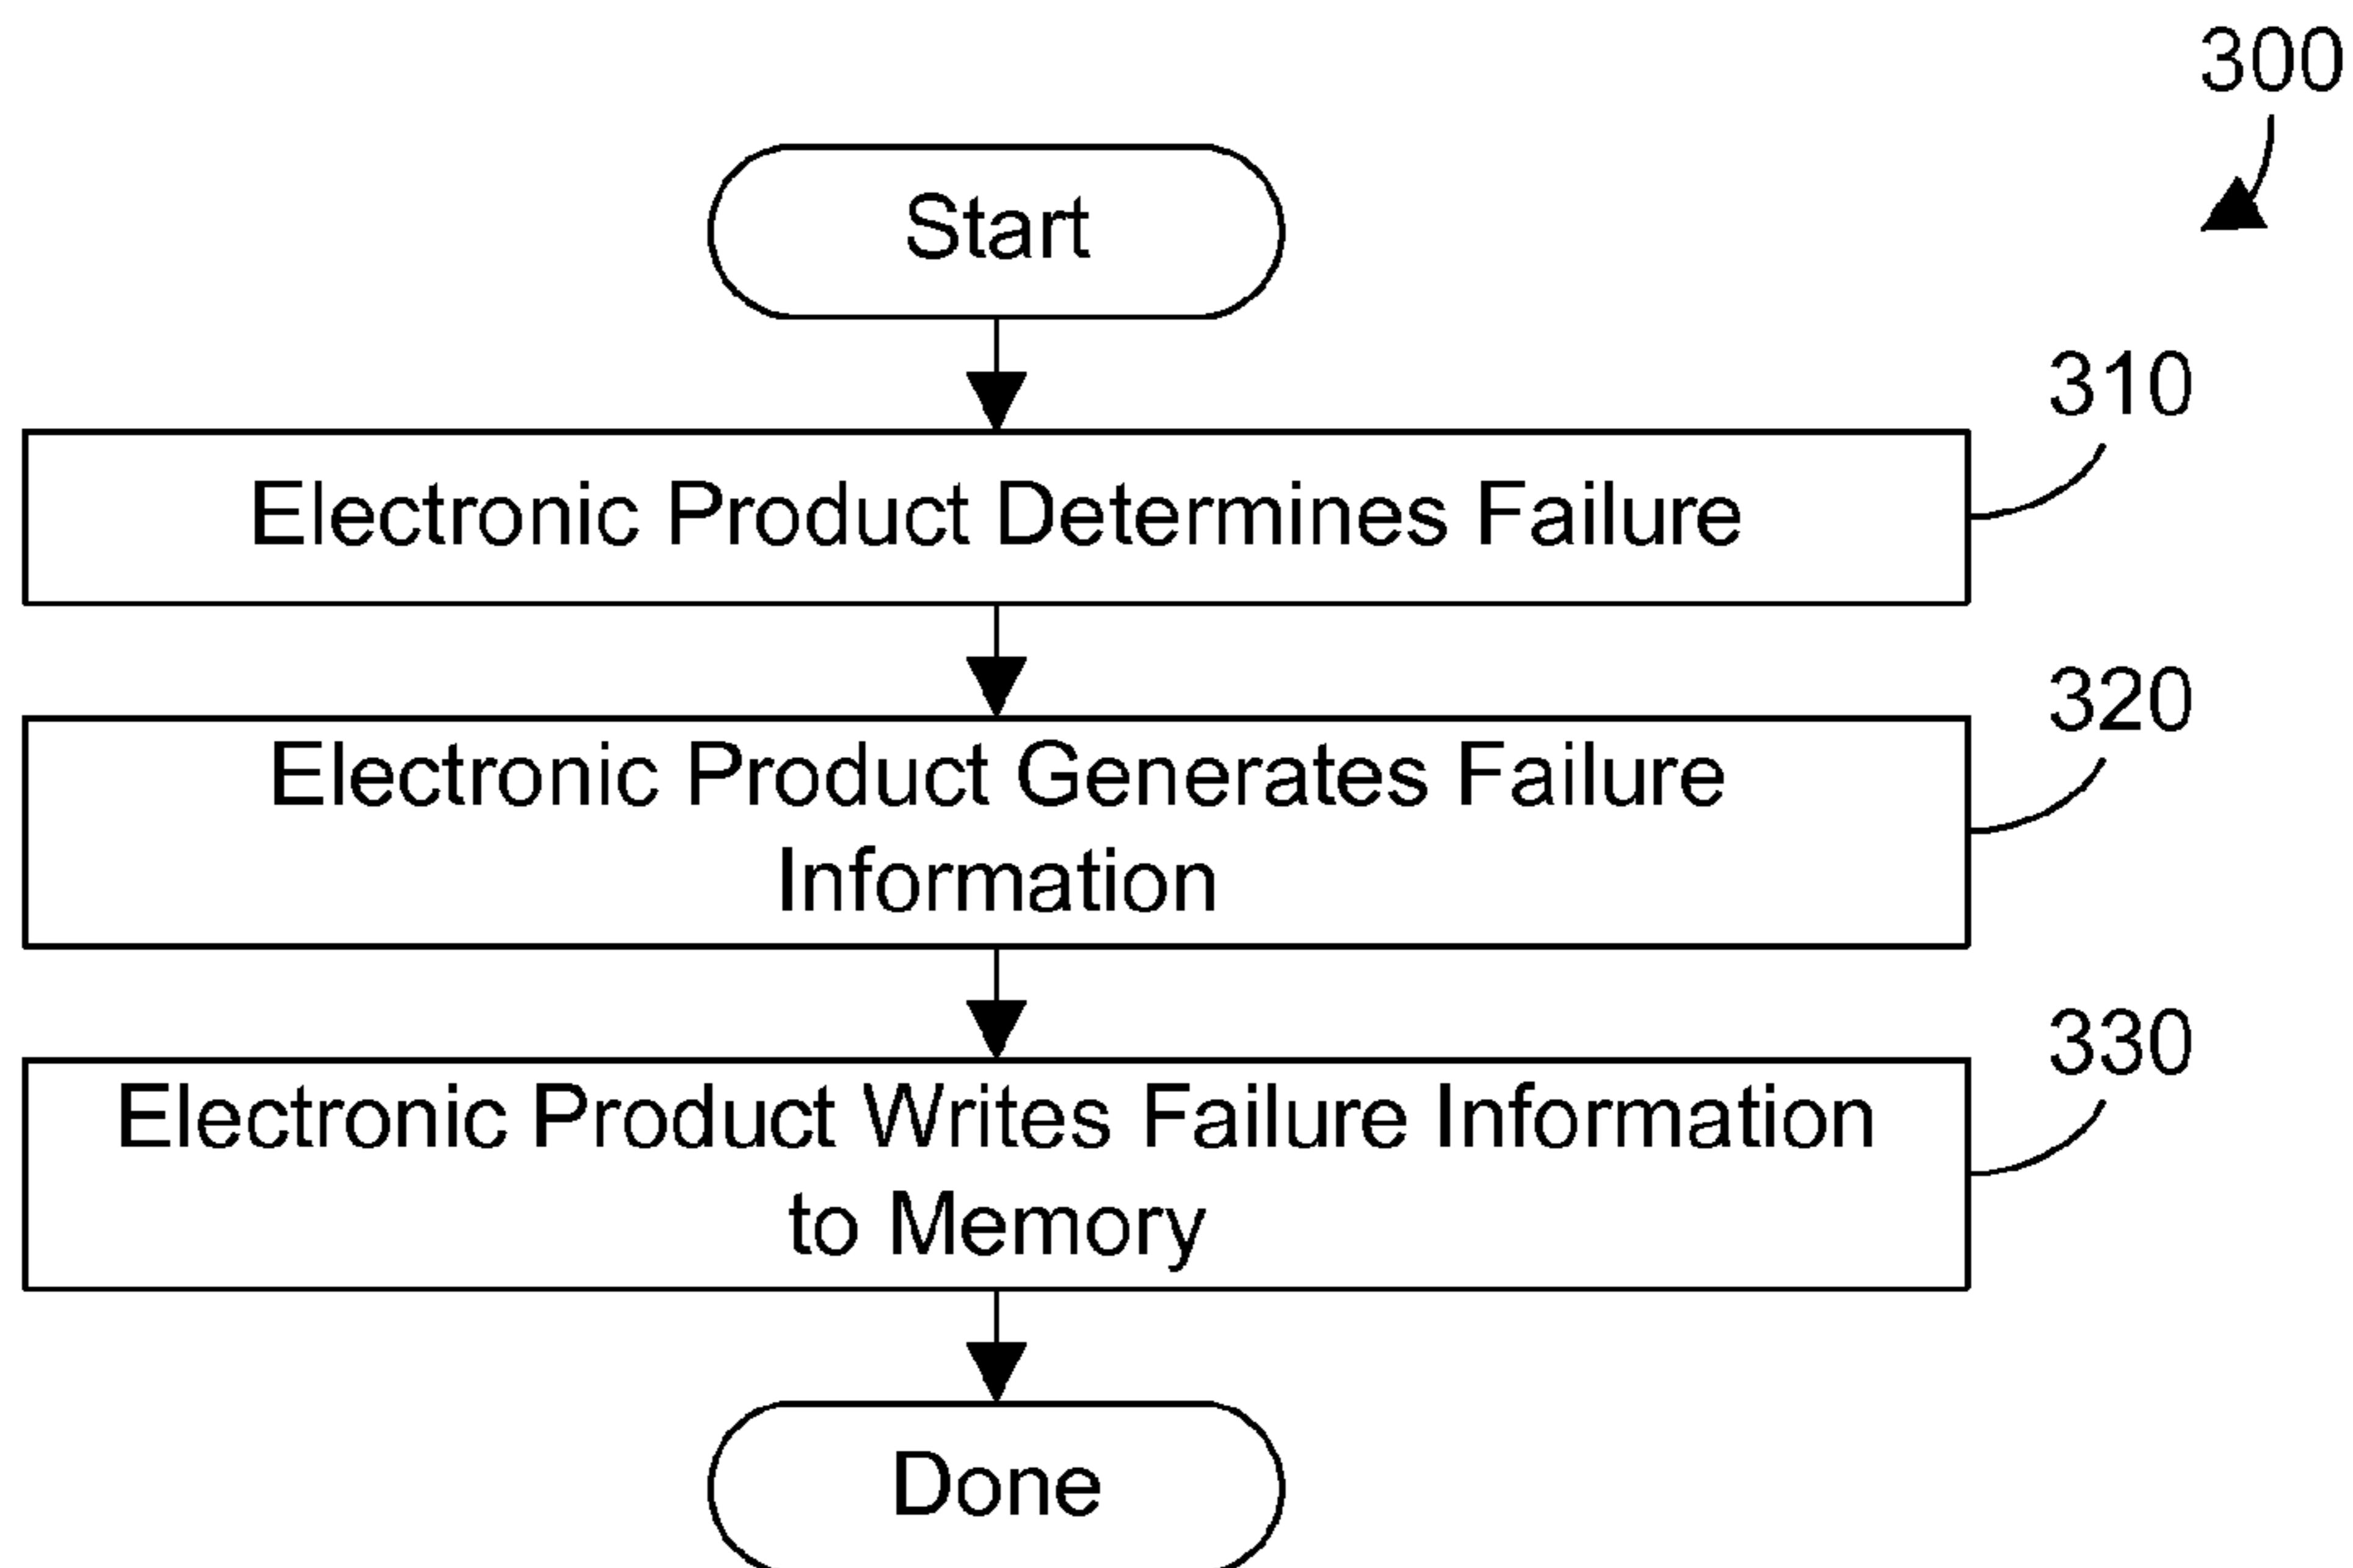 300
Start
310
Electronic Product Determines Failure
320
Electronic Product Generates Failure
Information
330
Electronic Product Writes Failure Information
to Memory
Done